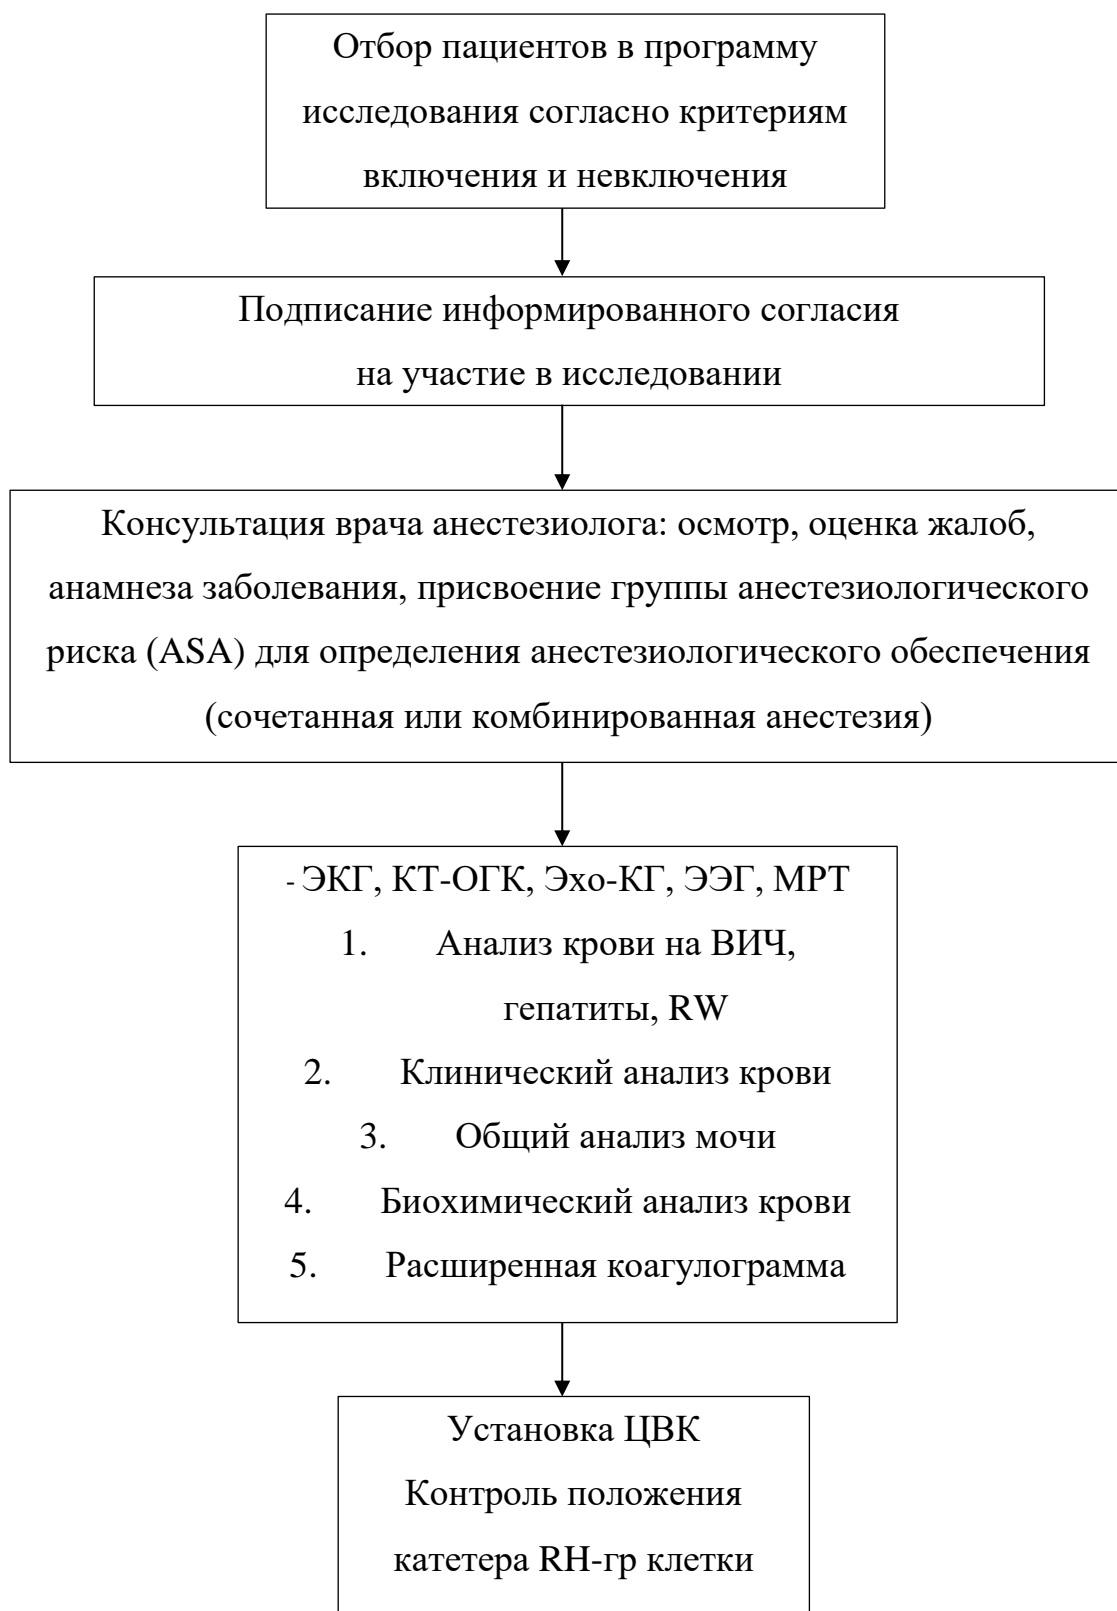 Отбор пациентов в программу
исследования согласно критериям
включения и невключения
Подписание информированного согласия
на участие в исследовании
Консультация врача анестезиолога: осмотр, оценка жалоб,
анамнеза заболевания, присвоение группы анестезиологического
риска (ASA) для определения анестезиологического обеспечения
(сочетанная или комбинированная анестезия)
- ЭКГ, КТ-ОГК, Эхо-КГ, ЭЭГ, МРТ
1. Анализ крови на ВИЧ,
гепатиты, RW
2. Клинический анализ крови
3. Общий анализ мочи
4. Биохимический анализ крови
5. Расширенная коагулограмма
Установка ЦВК
Контроль положения
катетера RH-гр клетки